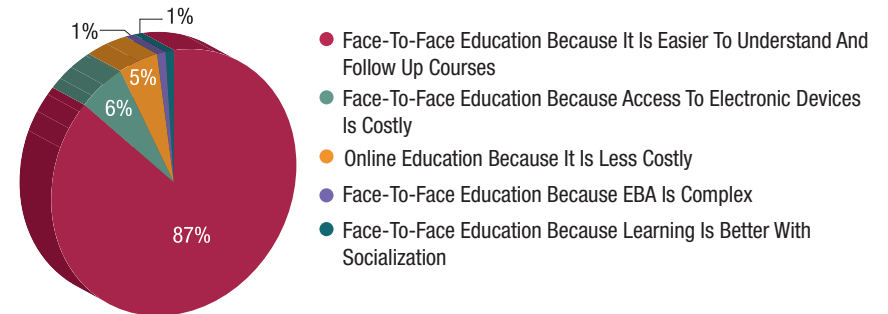 1%
1%
5%
6%
87%
Face-To-Face Education Because It Is Easier To Understand And
Follow Up Courses
Face-To-Face Education Because Access To Electronic Devices
Is Costly
Online Education Because It Is Less Costly
Face-To-Face Education Because EBA Is Complex
Face-To-Face Education Because Learning Is Better With
Socialization